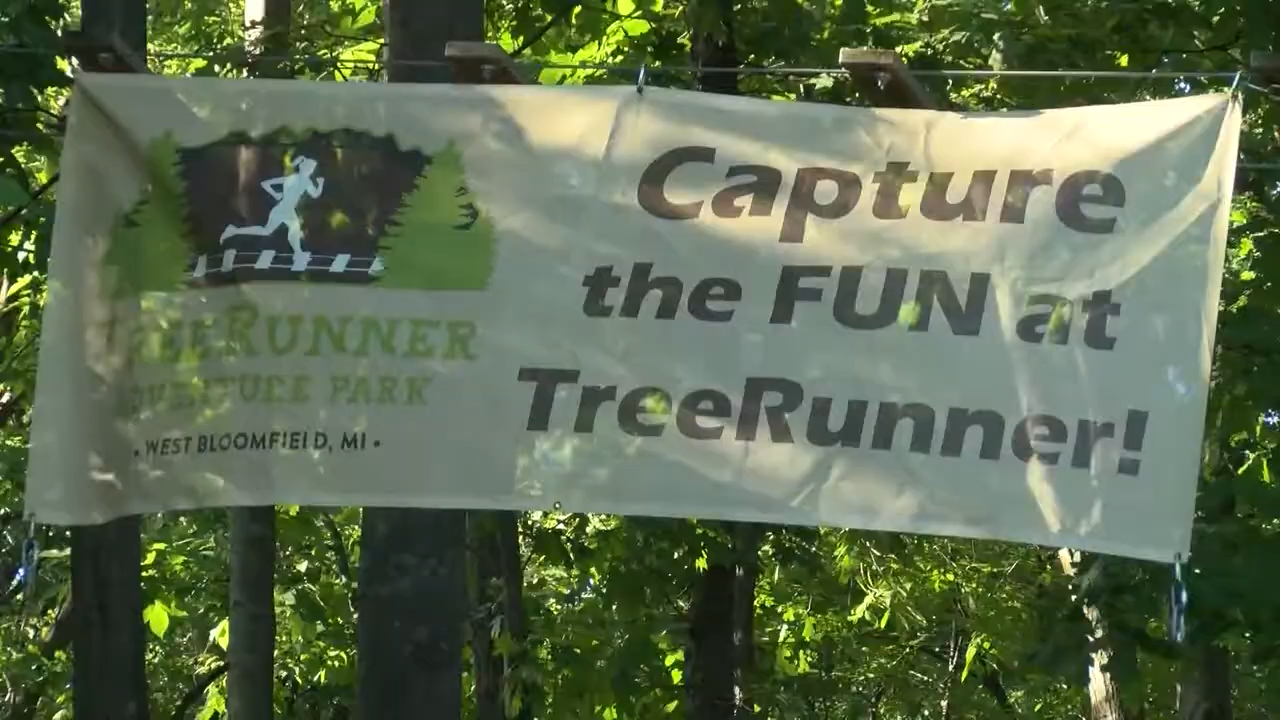 TREERUNNER
ADVENTURE PARK
• WEST BLOOMFIELD, MI •
Capture
the FUN at
TreeRunner!